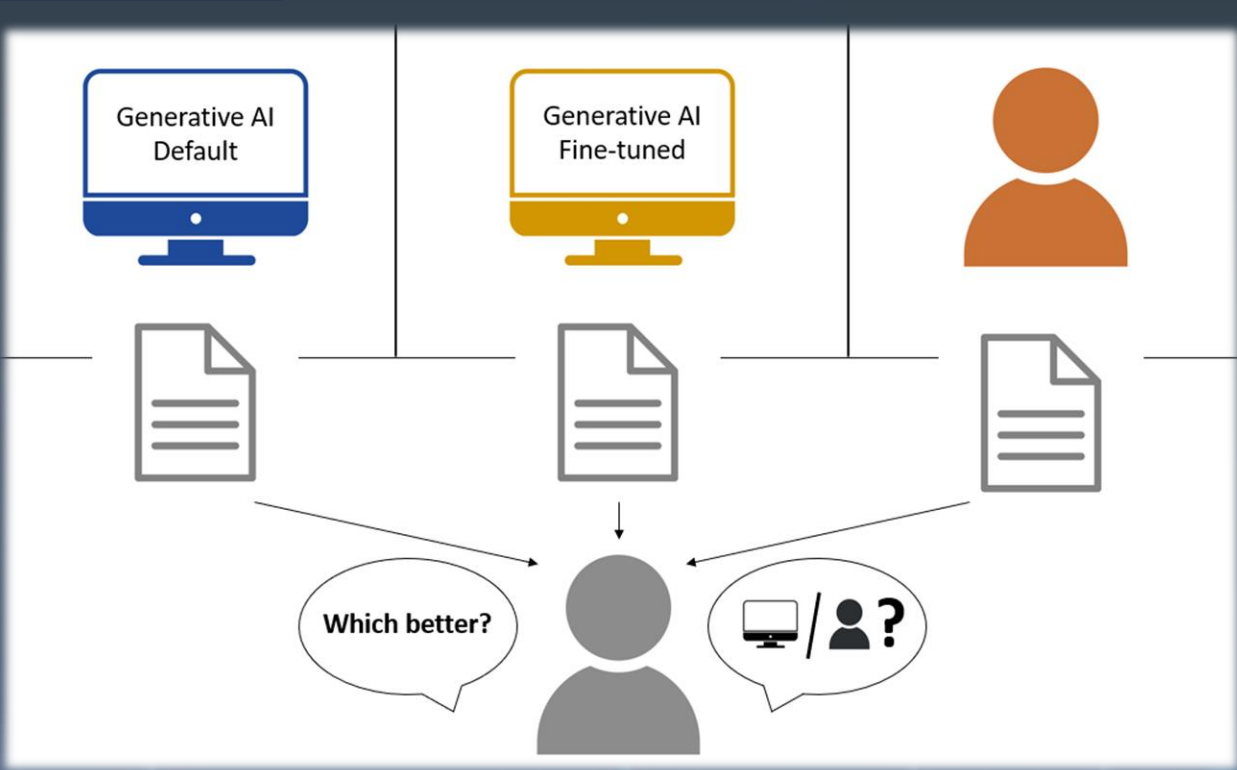 Generative AI
Default
Generative AI
Fine-tuned
Which better?
/ ?